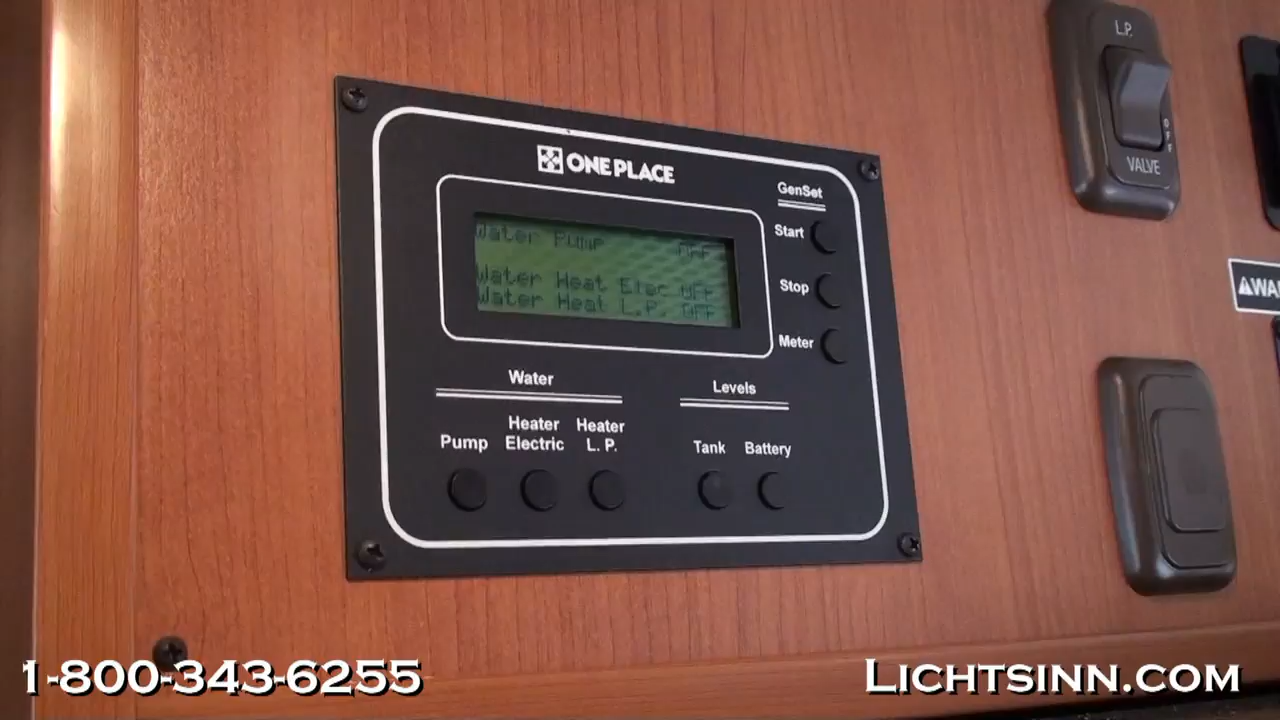 L.P.
OFF
VALVE
ONE PLACE
GenSet
Start
Stop
Meter
Water Pump OFF
Water Heat Elec OFF
Water Heat L.P. OFF
Water
Levels
Pump
Heater Electric
Heater L. P.
Tank
Battery
1-800-343-6255
LICHTSINN.COM